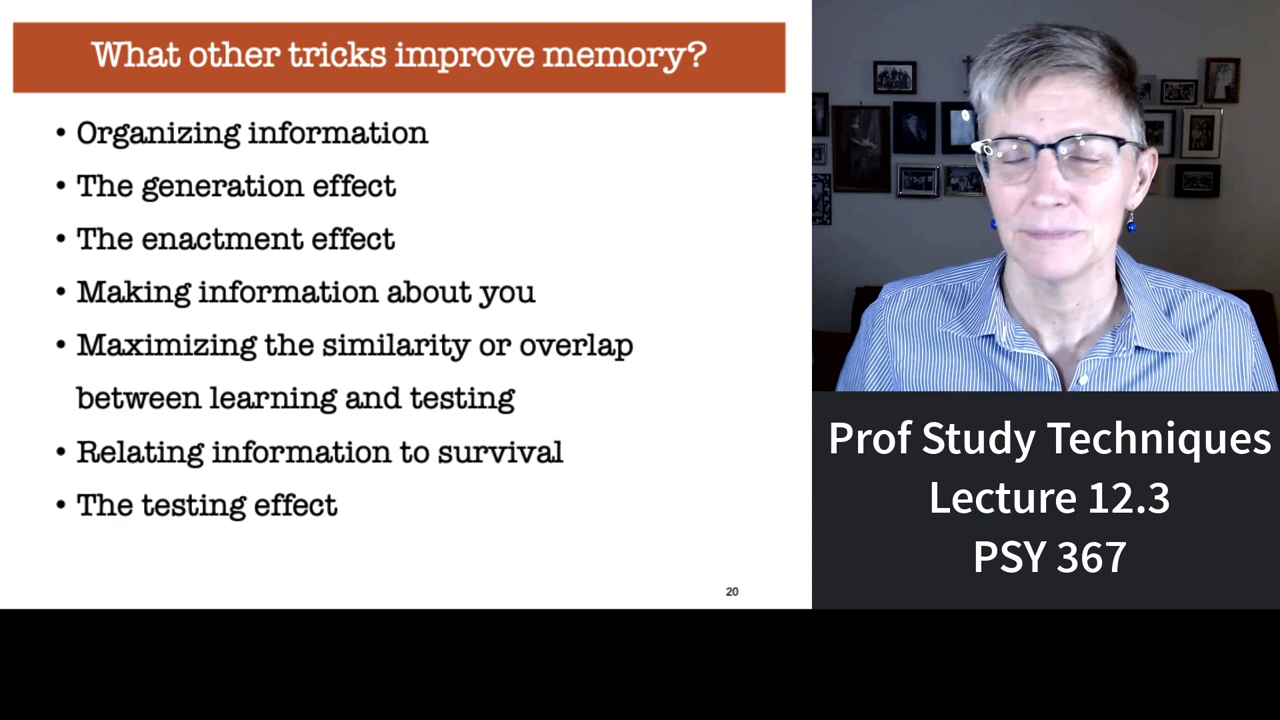 What other tricks improve memory?
• Organizing information
• The generation effect
• The enactment effect
• Making information about you
• Maximizing the similarity or overlap
between learning and testing
• Relating information to survival
• The testing effect
20
Prof Study Techniques
Lecture 12.3
PSY 367